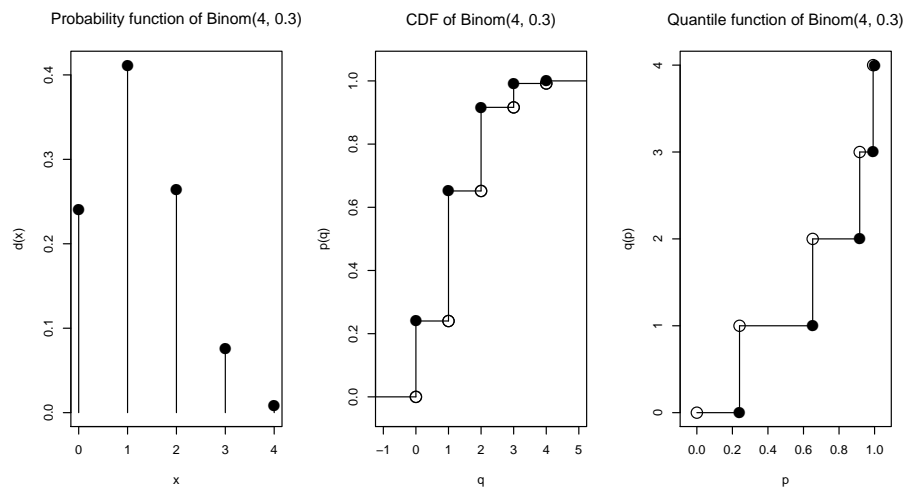 Probability function of Binom(4, 0.3)
d(x)
0.4
0.3
0.2
0.1
0.0
0 1 2 3 4
x
CDF of Binom(4, 0.3)
p(q)
1.0
0.8
0.6
0.4
0.2
0.0
−1 0 1 2 3 4 5
q
Quantile function of Binom(4, 0.3)
q(p)
4
3
2
1
0
0.0 0.2 0.4 0.6 0.8 1.0
p